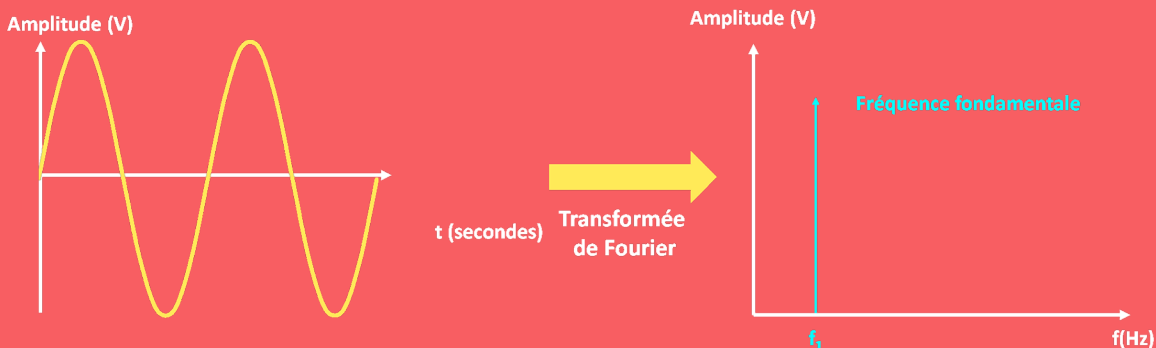 Amplitude (V)
t (secondes)
Transformée
de Fourier
Amplitude (V)
Fréquence fondamentale
f₁
f(Hz)